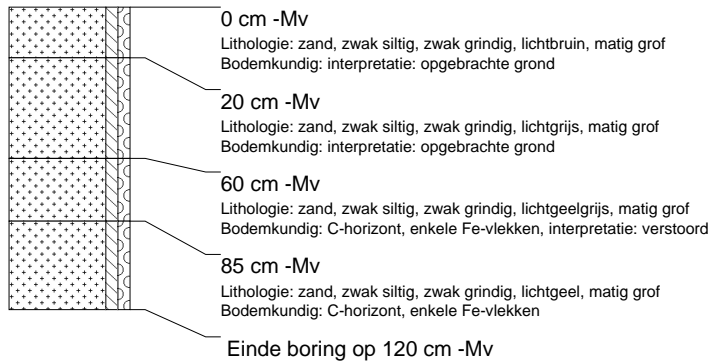 0 cm -Mv
Lithologie: zand, zwak siltig, zwak grindig, lichtbruin, matig grof
Bodemkundig: interpretatie: opgebrachte grond
20 cm -Mv
Lithologie: zand, zwak siltig, zwak grindig, lichtgrijs, matig grof
Bodemkundig: interpretatie: opgebrachte grond
60 cm -Mv
Lithologie: zand, zwak siltig, zwak grindig, lichtgeelgrijs, matig grof
Bodemkundig: C-horizont, enkele Fe-vlekken, interpretatie: verstoord
85 cm -Mv
Lithologie: zand, zwak siltig, zwak grindig, lichtgeel, matig grof
Bodemkundig: C-horizont, enkele Fe-vlekken
Einde boring op 120 cm -Mv